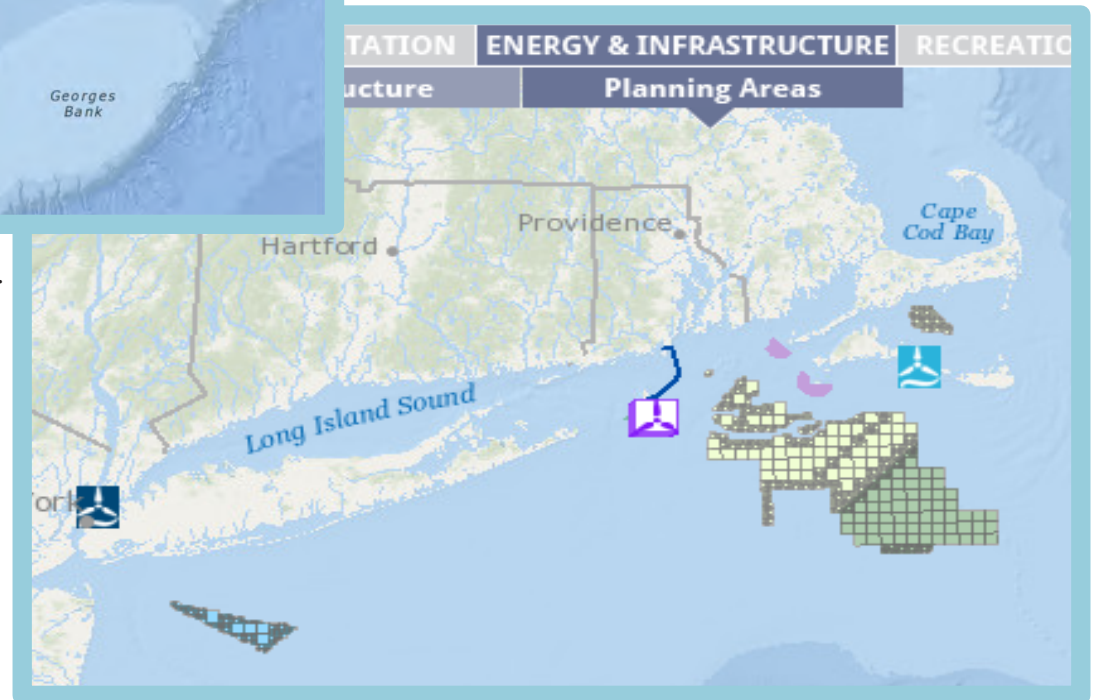 Georges
Bank
TATION
ENERGY & INFRASTRUCTURE
RECREATIO
ucture
Planning Areas
Cape
Cod Bay
Providence
Hartford
Long Island Sound
ork